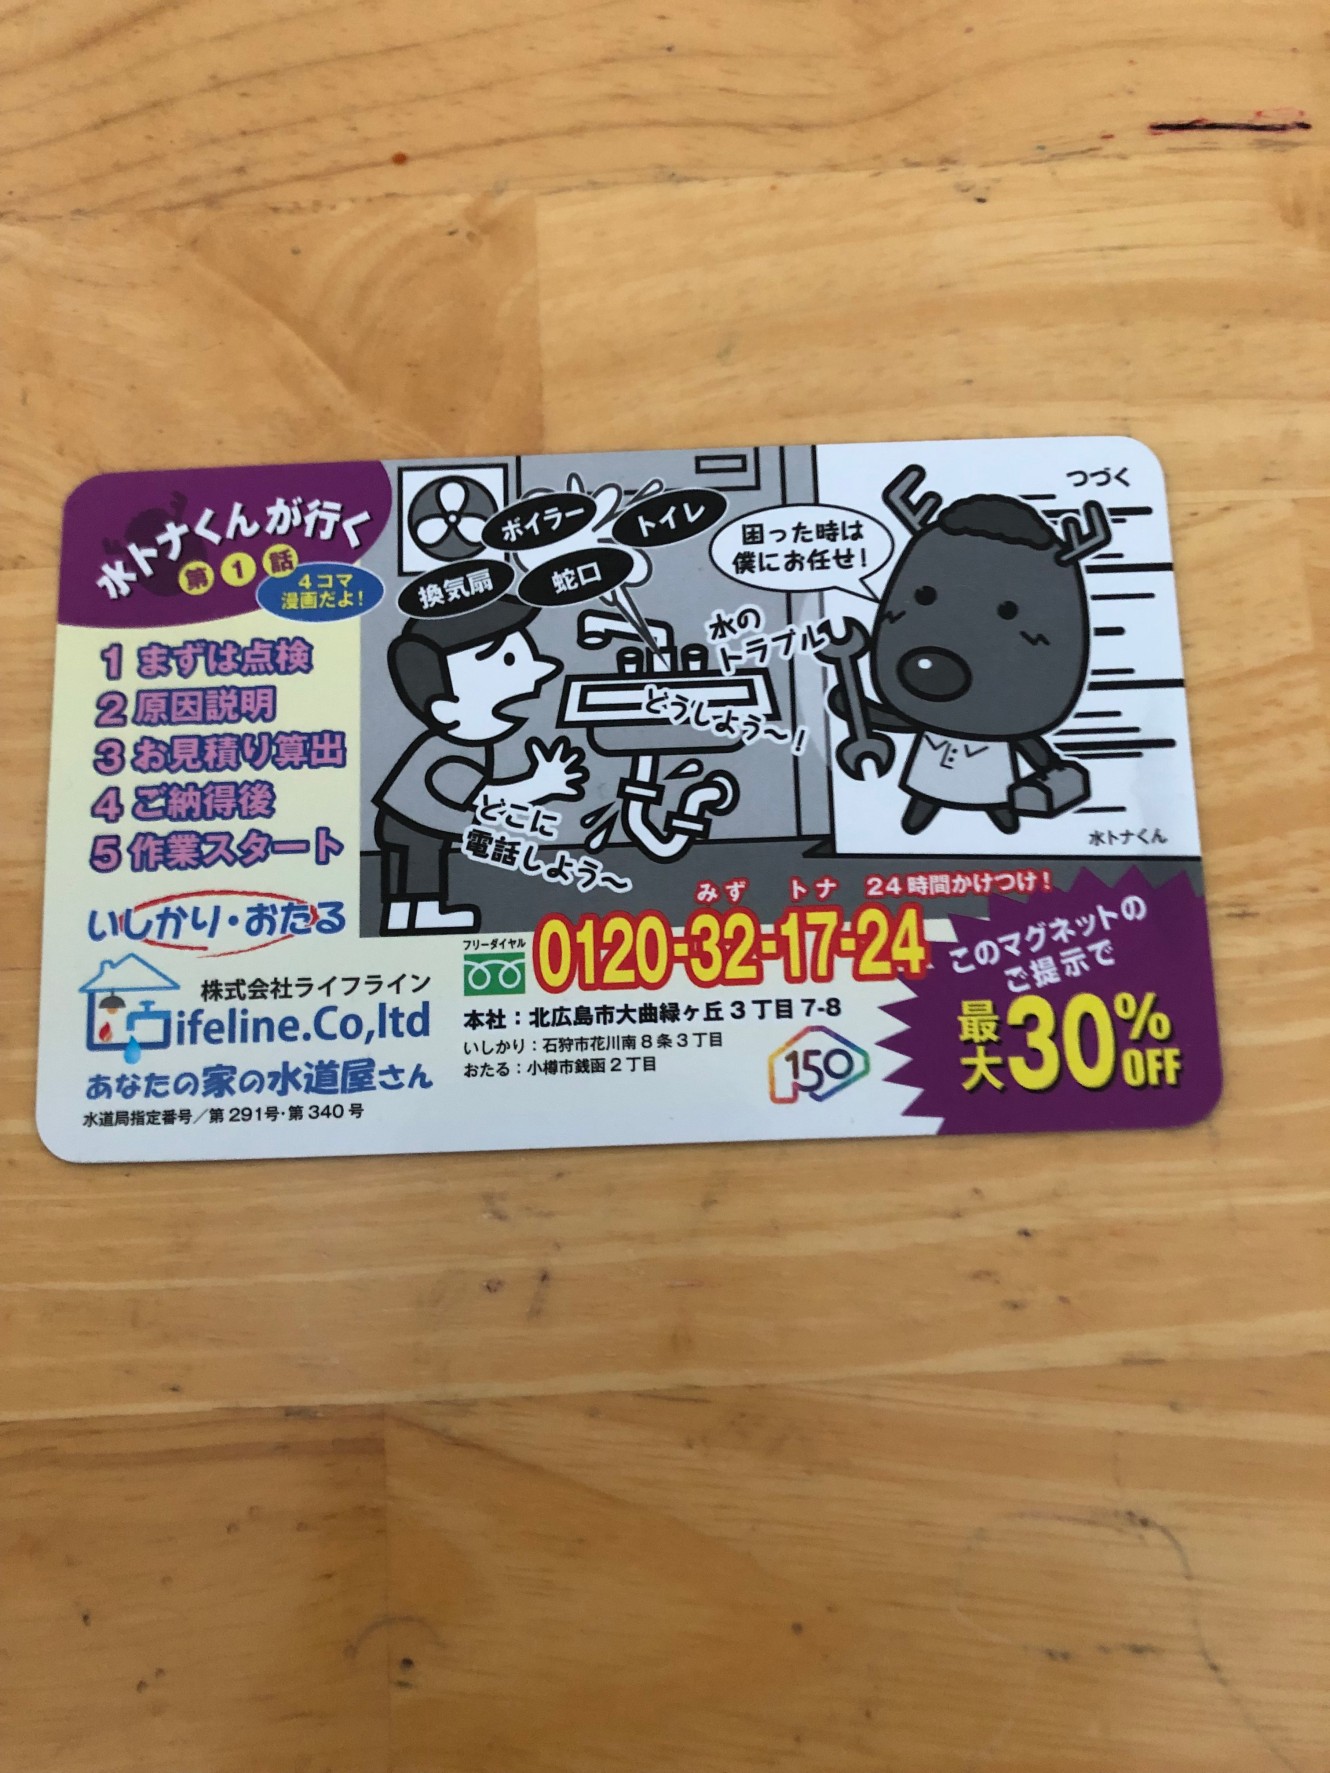 水トナくんが行く
第1話
4コマ
漫画だよ!
1 まずは点検
2 原因説明
3 お見積り算出
4 ご納得後
5 作業スタート
ボイラー
トイレ
換気扇
蛇口
水の
トラブル
どうしよう〜!
どこに
電話しよう〜
困った時は
僕にお任せ!
つづく
水トナくん
いしかり・おたる
株式会社ライフライン
Lifeline.Co,ltd
あなたの家の水道屋さん
水道局指定番号/第291号・第340号
みず トナ 24時間かけつけ!
フリーダイヤル
0120-32-17-24
本社:北広島市大曲緑ヶ丘3丁目7-8
いしかり:石狩市花川南8条3丁目
おたる:小樽市銭函2丁目
150
このマグネットの
ご提示で
最大30%OFF